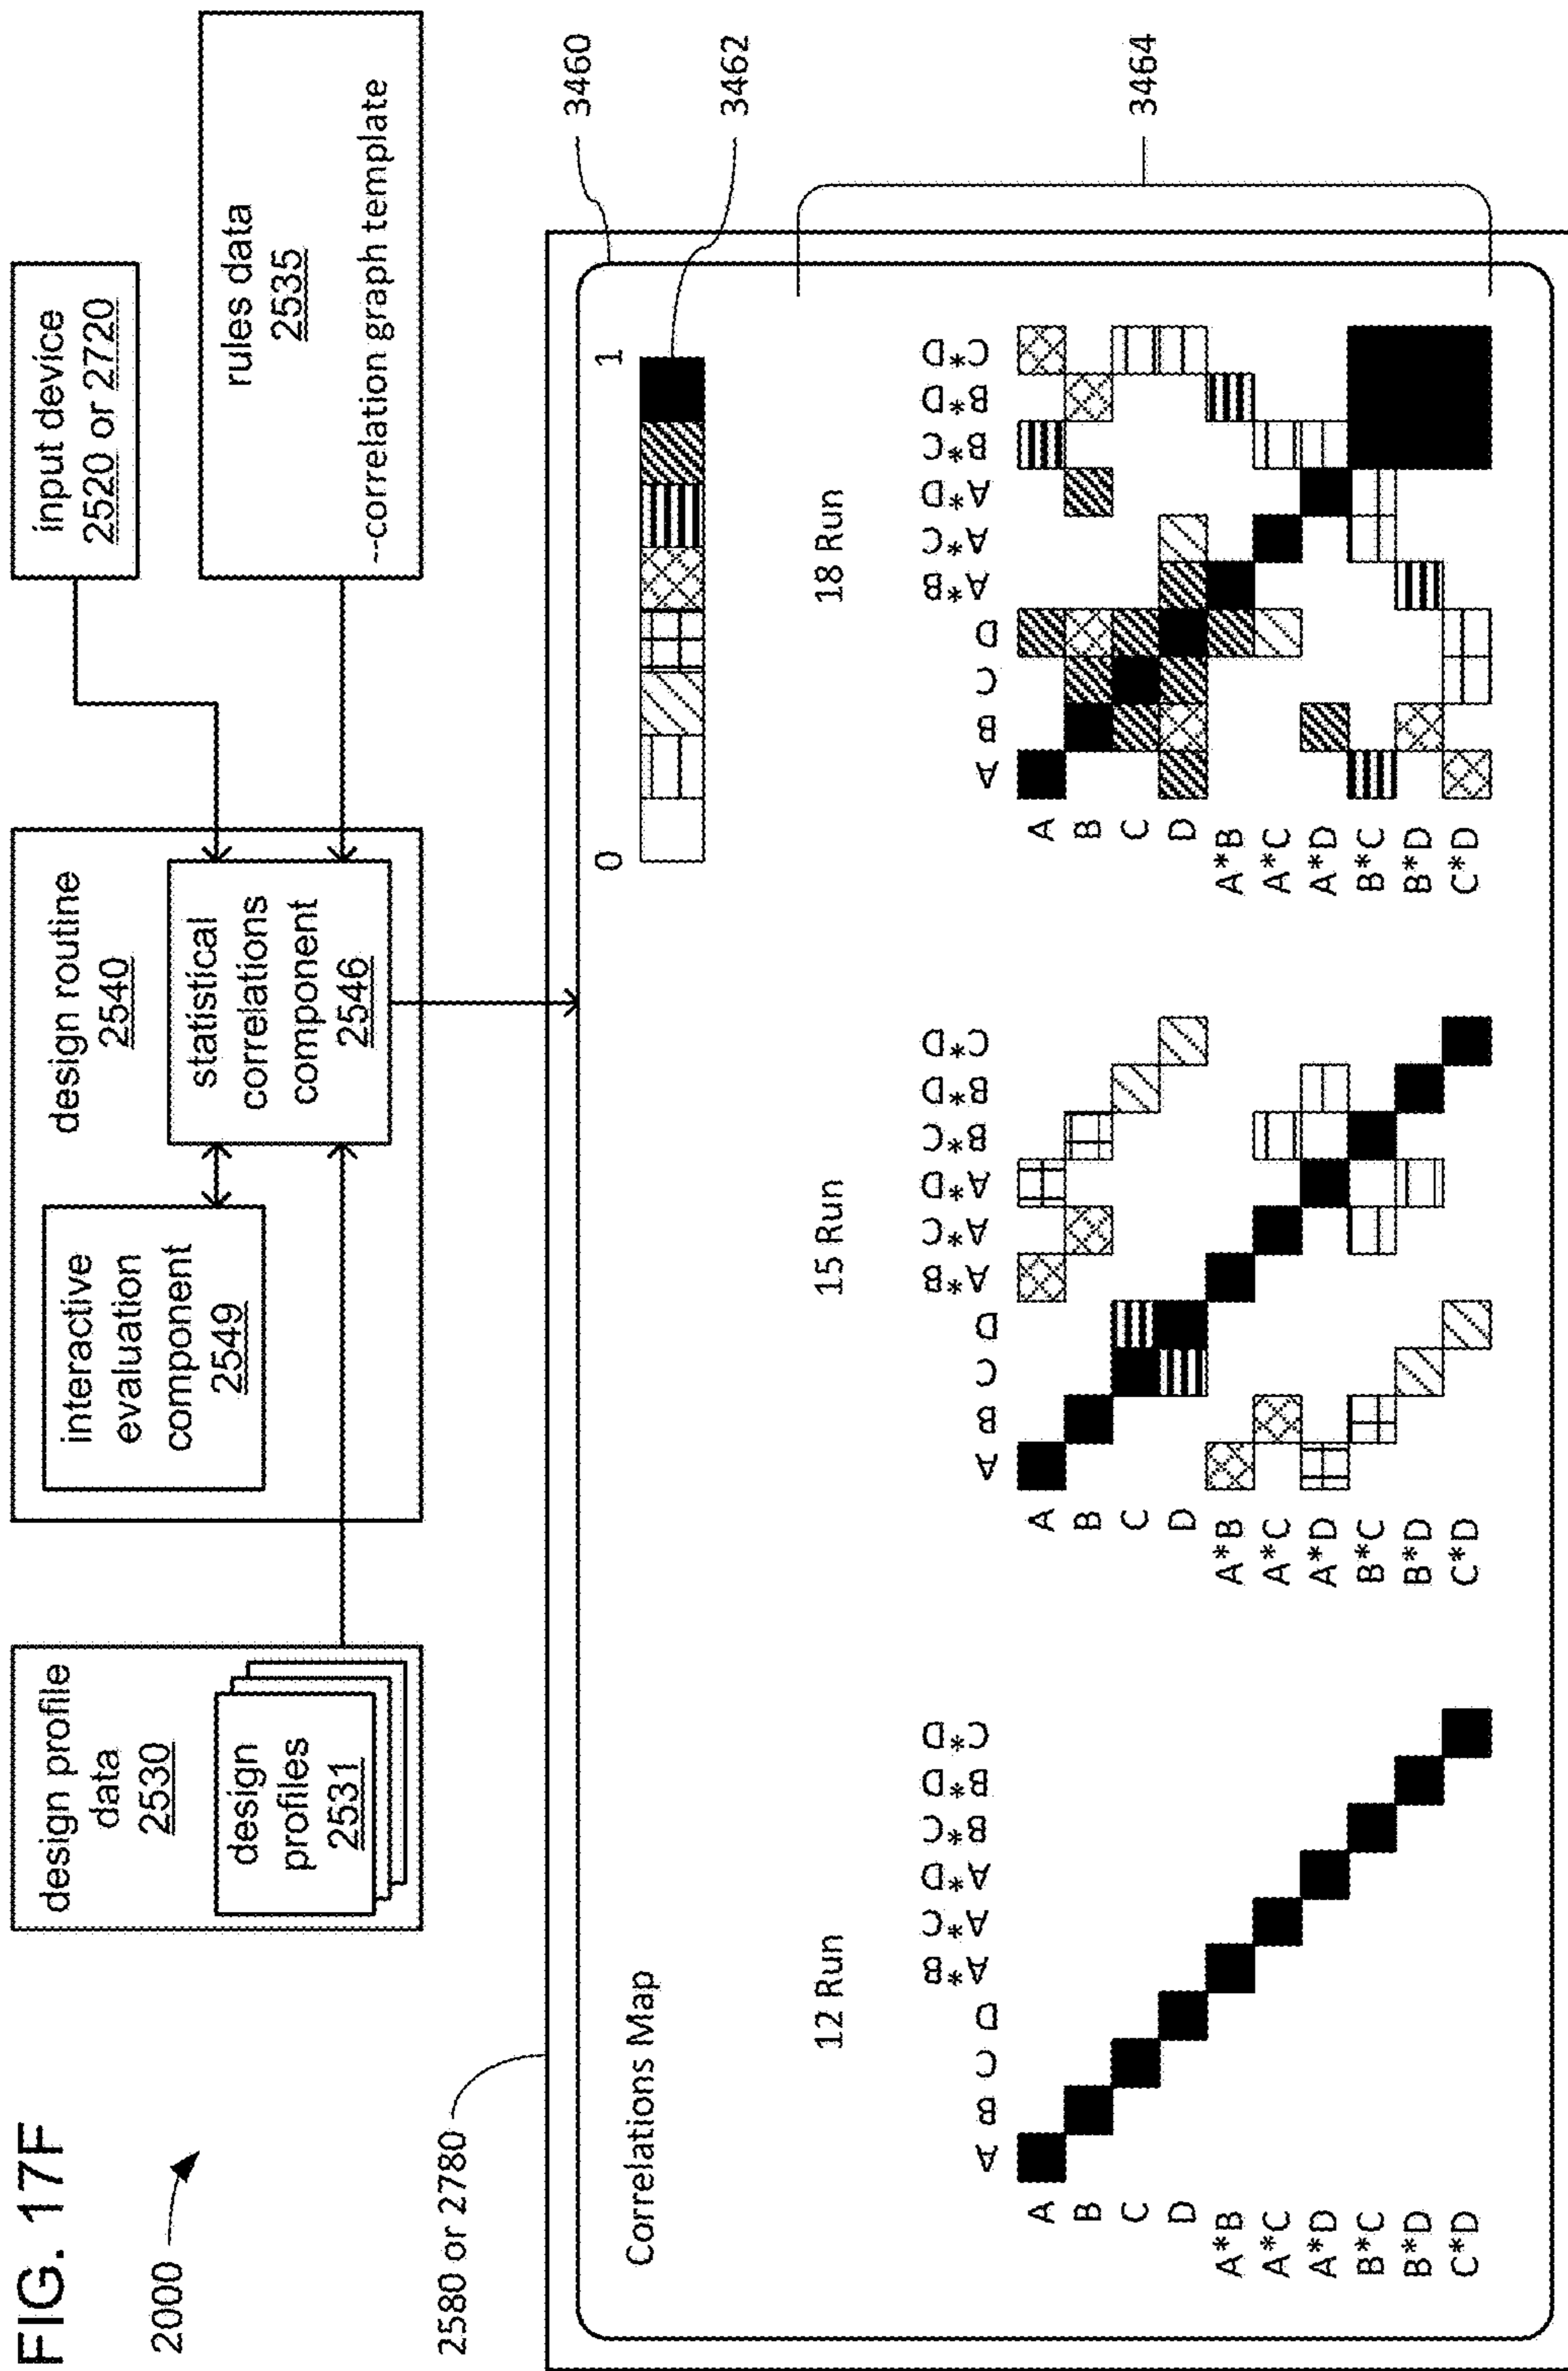 FIG. 17F
2000
design profile
data
2530
design
profiles
2531
design routine
2540
interactive
evaluation
component
2549
statistical
correlations
component
2546
input device
2520 or 2720
rules data
2535
--correlation graph template
2580 or 2780
3460
3462
3464
Correlations Map
0
1
12 Run
A
B
C
D
A*B
A*C
A*D
B*C
B*D
C*D
A
B
C
D
A*B
A*C
A*D
B*C
B*D
C*D
15 Run
A
B
C
D
A*B
A*C
A*D
B*C
B*D
C*D
A
B
C
D
A*B
A*C
A*D
B*C
B*D
C*D
18 Run
A
B
C
D
A*B
A*C
A*D
B*C
B*D
C*D
A
B
C
D
A*B
A*C
A*D
B*C
B*D
C*D